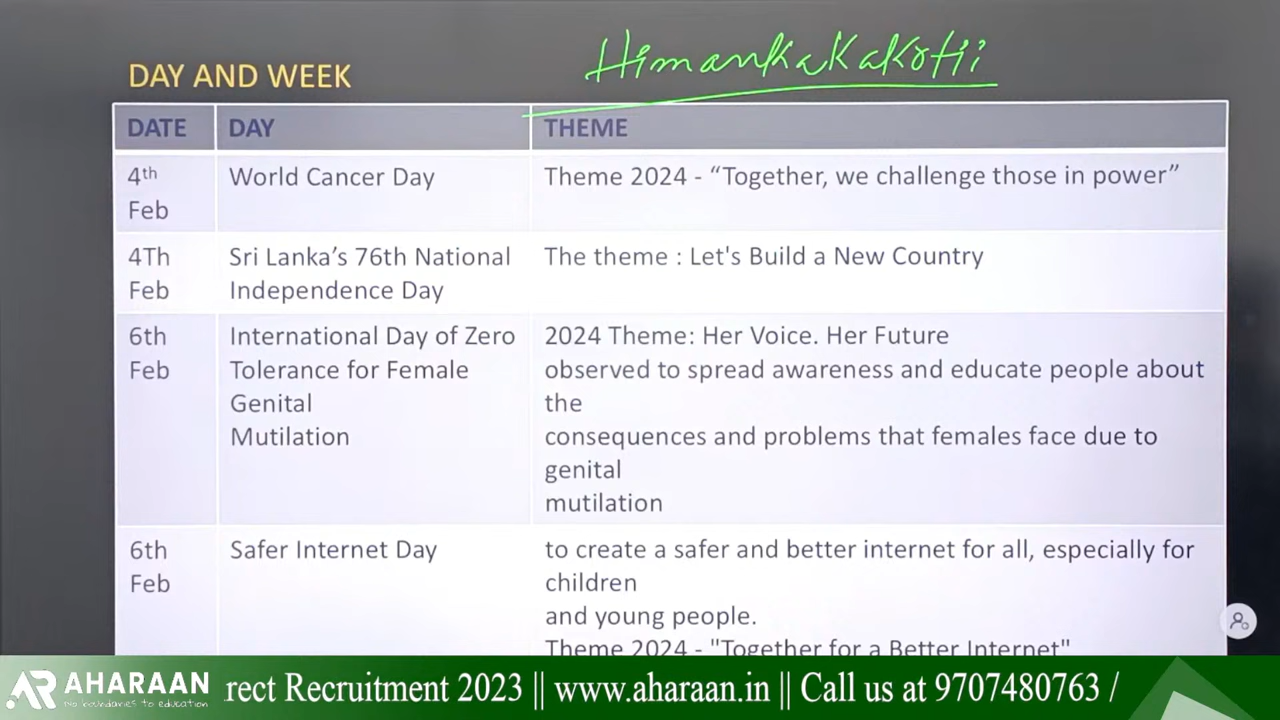 HimankaKakotii
DAY AND WEEK
DATE DAY THEME
4th Feb World Cancer Day Theme 2024 - “Together, we challenge those in power”
4Th Feb Sri Lanka’s 76th National Independence Day The theme : Let's Build a New Country
6th Feb International Day of Zero Tolerance for Female Genital Mutilation 2024 Theme: Her Voice. Her Future
observed to spread awareness and educate people about
the
consequences and problems that females face due to
genital
mutilation
6th Feb Safer Internet Day to create a safer and better internet for all, especially for
children
and young people.
Theme 2024 - "Together for a Better Internet"
AHARAAN
No boundaries to education
rect Recruitment 2023 || www.aharaan.in || Call us at 9707480763 /